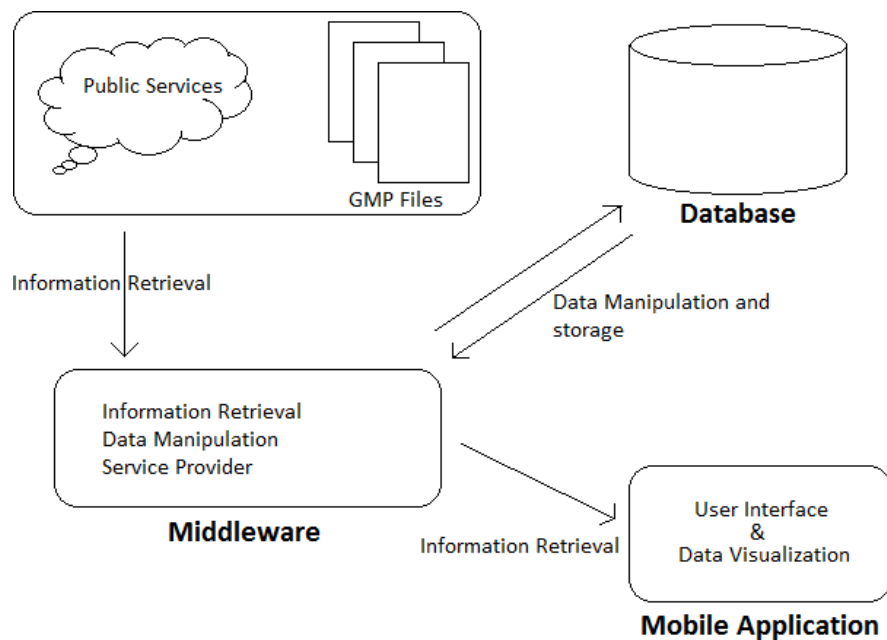 Public Services
GMP Files
Database
Information Retrieval
Data Manipulation and
storage
Information Retrieval
Data Manipulation
Service Provider
Middleware
Information Retrieval
User Interface
&
Data Visualization
Mobile Application